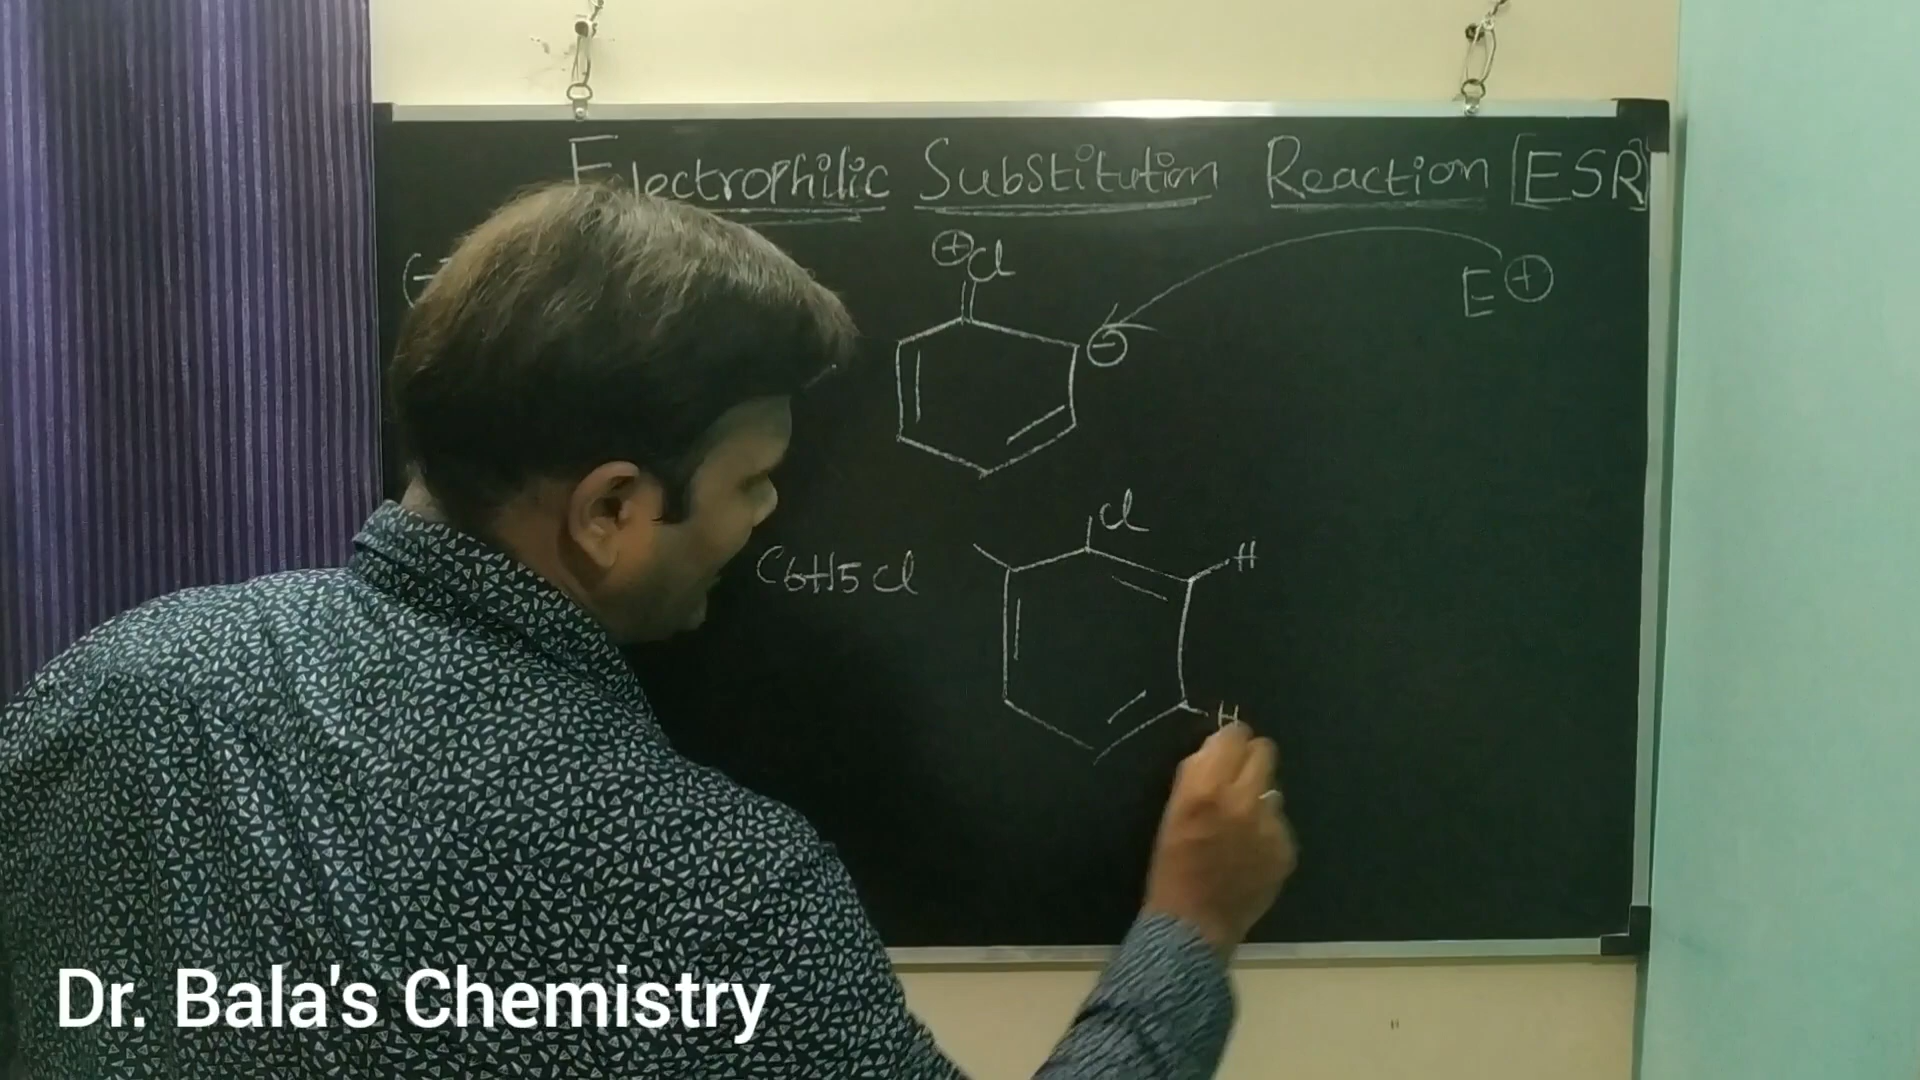 Electrophilic Substitution Reaction [ESR]
⊕Cl
E⊕
⊖
Cl
H
C6H5Cl
H
Dr. Bala's Chemistry